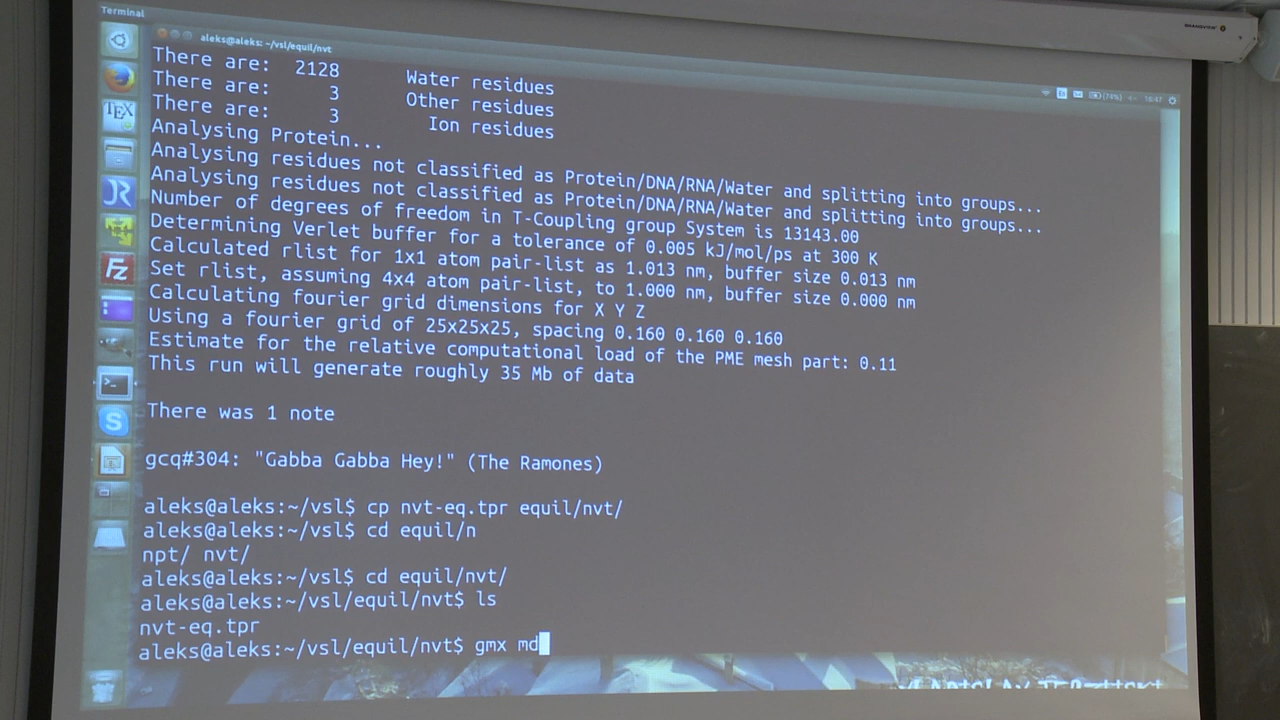 Terminal
aleks@aleks: ~/vsl/equil/nvt
There are: 2128 Water residues
There are: 3 Other residues
There are: 3 Ion residues
Analysing Protein...
Analysing residues not classified as Protein/DNA/RNA/Water and splitting into groups...
Analysing residues not classified as Protein/DNA/RNA/Water and splitting into groups...
Number of degrees of freedom in T-Coupling group System is 13143.00
Determining Verlet buffer for a tolerance of 0.005 kJ/mol/ps at 300 K
Calculated rlist for 1x1 atom pair-list as 1.013 nm, buffer size 0.013 nm
Set rlist, assuming 4x4 atom pair-list, to 1.000 nm, buffer size 0.000 nm
Calculating fourier grid dimensions for X Y Z
Using a fourier grid of 25x25x25, spacing 0.160 0.160 0.160
Estimate for the relative computational load of the PME mesh part: 0.11
This run will generate roughly 35 Mb of data
There was 1 note
gcq#304: "Gabba Gabba Hey!" (The Ramones)
aleks@aleks:~/vsl$ cp nvt-eq.tpr equil/nvt/
aleks@aleks:~/vsl$ cd equil/n
npt/ nvt/
aleks@aleks:~/vsl$ cd equil/nvt/
aleks@aleks:~/vsl/equil/nvt$ ls
nvt-eq.tpr
aleks@aleks:~/vsl/equil/nvt$ gmx md
(74%)
TEX
JR
Fz
S